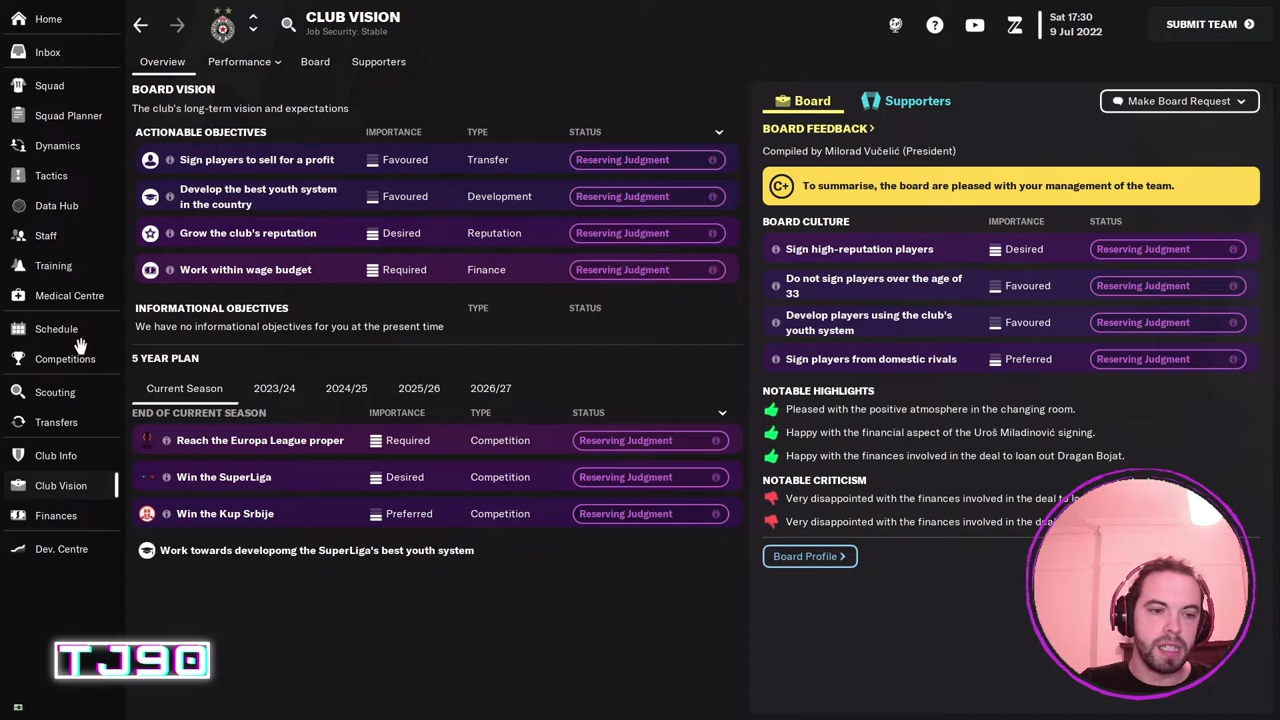 Home
Inbox
Squad
Squad Planner
Dynamics
Tactics
Data Hub
Staff
Training
Medical Centre
Schedule
Competitions
Scouting
Transfers
Club Info
Club Vision
Finances
Dev. Centre
CLUB VISION
Job Security: Stable
Sat 17:30
9 Jul 2022
SUBMIT TEAM
Overview Performance Board Supporters
BOARD VISION
The club's long-term vision and expectations
ACTIONABLE OBJECTIVES IMPORTANCE TYPE STATUS
Sign players to sell for a profit Favoured Transfer Reserving Judgment
Develop the best youth system
in the country Favoured Development Reserving Judgment
Grow the club's reputation Desired Reputation Reserving Judgment
Work within wage budget Required Finance Reserving Judgment
INFORMATIONAL OBJECTIVES TYPE STATUS
We have no informational objectives for you at the present time
5 YEAR PLAN
Current Season 2023/24 2024/25 2025/26 2026/27
END OF CURRENT SEASON IMPORTANCE TYPE STATUS
Reach the Europa League proper Required Competition Reserving Judgment
Win the SuperLiga Desired Competition Reserving Judgment
Win the Kup Srbije Preferred Competition Reserving Judgment
Work towards developomg the SuperLiga's best youth system
Board Supporters Make Board Request
BOARD FEEDBACK >
Compiled by Milorad Vučelić (President)
C+ To summarise, the board are pleased with your management of the team.
BOARD CULTURE IMPORTANCE STATUS
Sign high-reputation players Desired Reserving Judgment
Do not sign players over the age of
33 Favoured Reserving Judgment
Develop players using the club's
youth system Favoured Reserving Judgment
Sign players from domestic rivals Preferred Reserving Judgment
NOTABLE HIGHLIGHTS
Pleased with the positive atmosphere in the changing room.
Happy with the financial aspect of the Uroš Miladinović signing.
Happy with the finances involved in the deal to loan out Dragan Bojat.
NOTABLE CRITICISM
Very disappointed with the finances involved in the deal to
Very disappointed with the finances involved in the
Board Profile >
TJ90